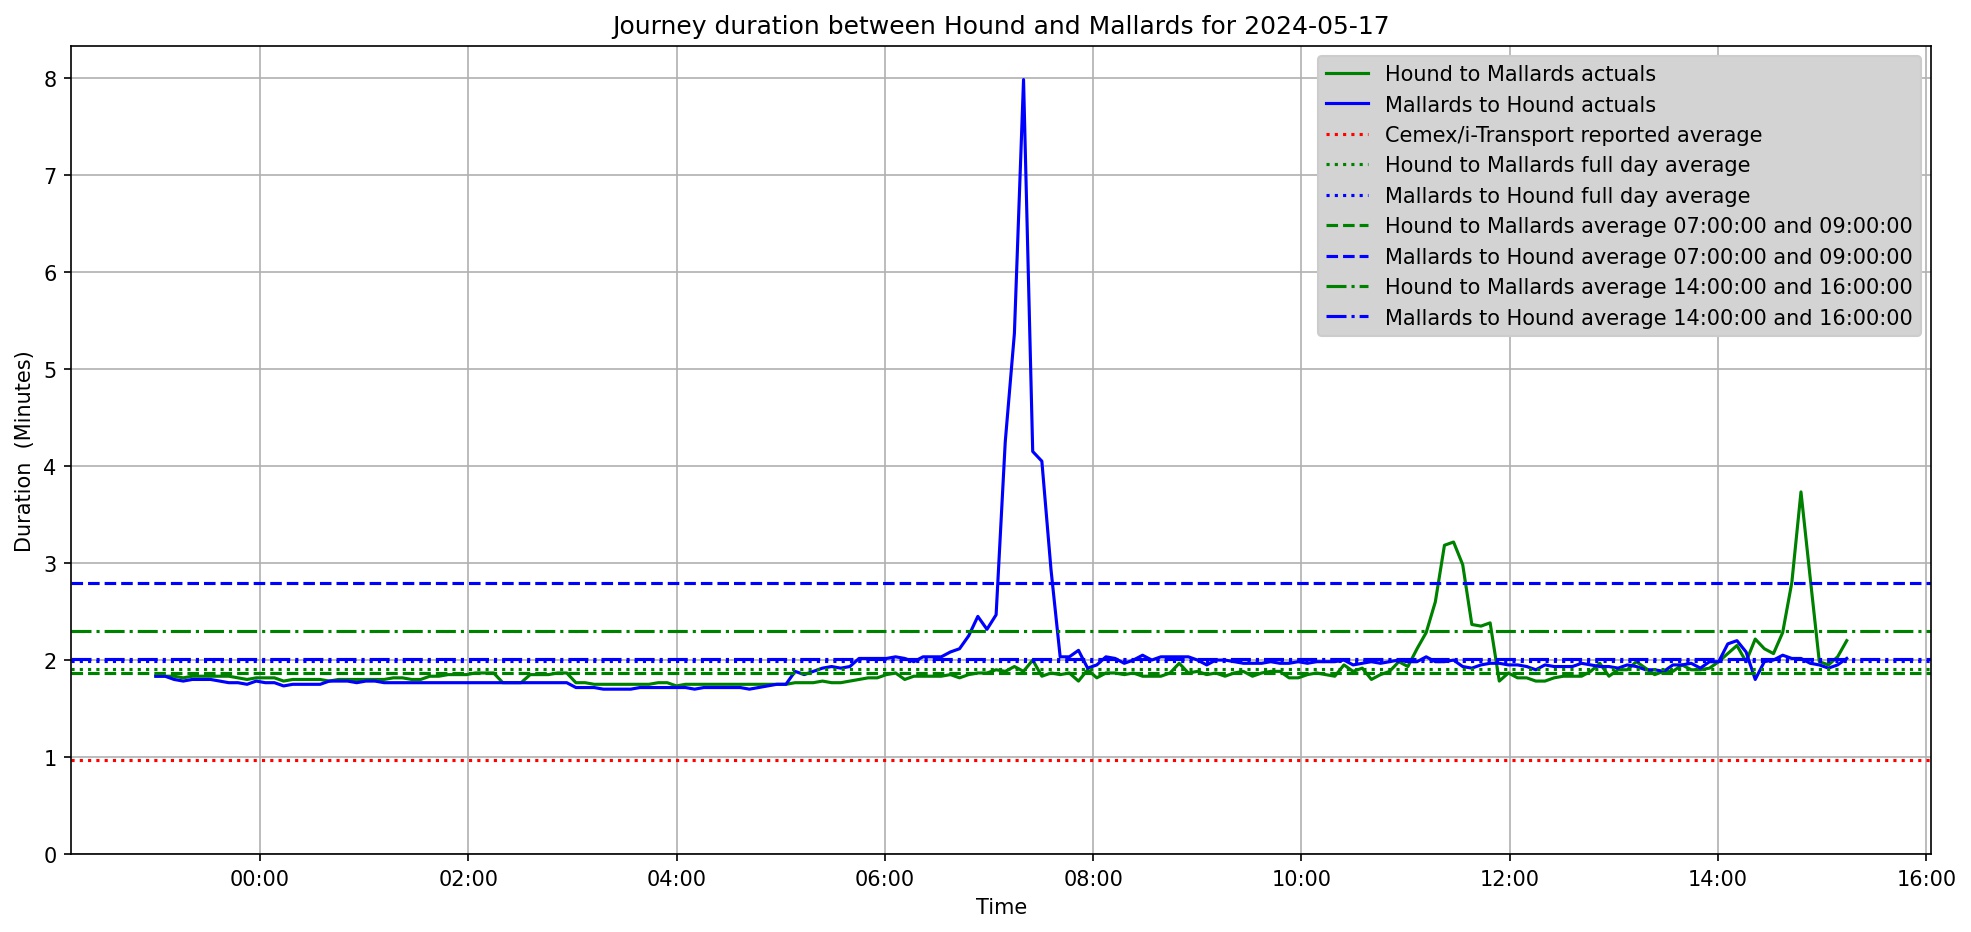 Journey duration between Hound and Mallards for 2024-05-17
Hound to Mallards actuals
Mallards to Hound actuals
Cemex/i-Transport reported average
Hound to Mallards full day average
Mallards to Hound full day average
Hound to Mallards average 07:00:00 and 09:00:00
Mallards to Hound average 07:00:00 and 09:00:00
Hound to Mallards average 14:00:00 and 16:00:00
Mallards to Hound average 14:00:00 and 16:00:00
Duration (Minutes)
8
7
6
5
4
3
2
1
0
00:00 02:00 04:00 06:00 08:00 10:00 12:00 14:00 16:00
Time